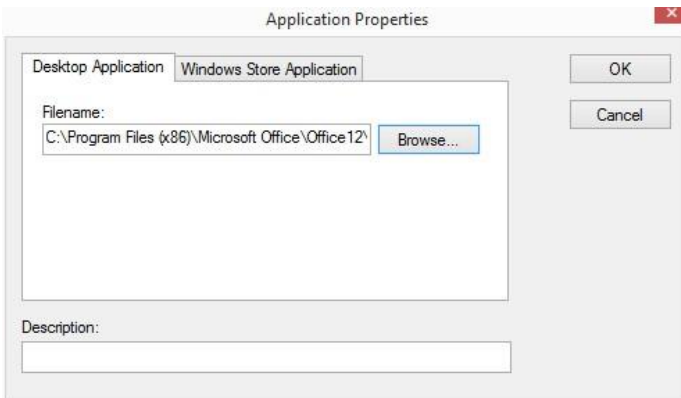 Application Properties
Desktop Application
Windows Store Application
OK
Filename:
Cancel
C:\Program Files (x86)\Microsoft Office\Office12\
Browse...
Description: